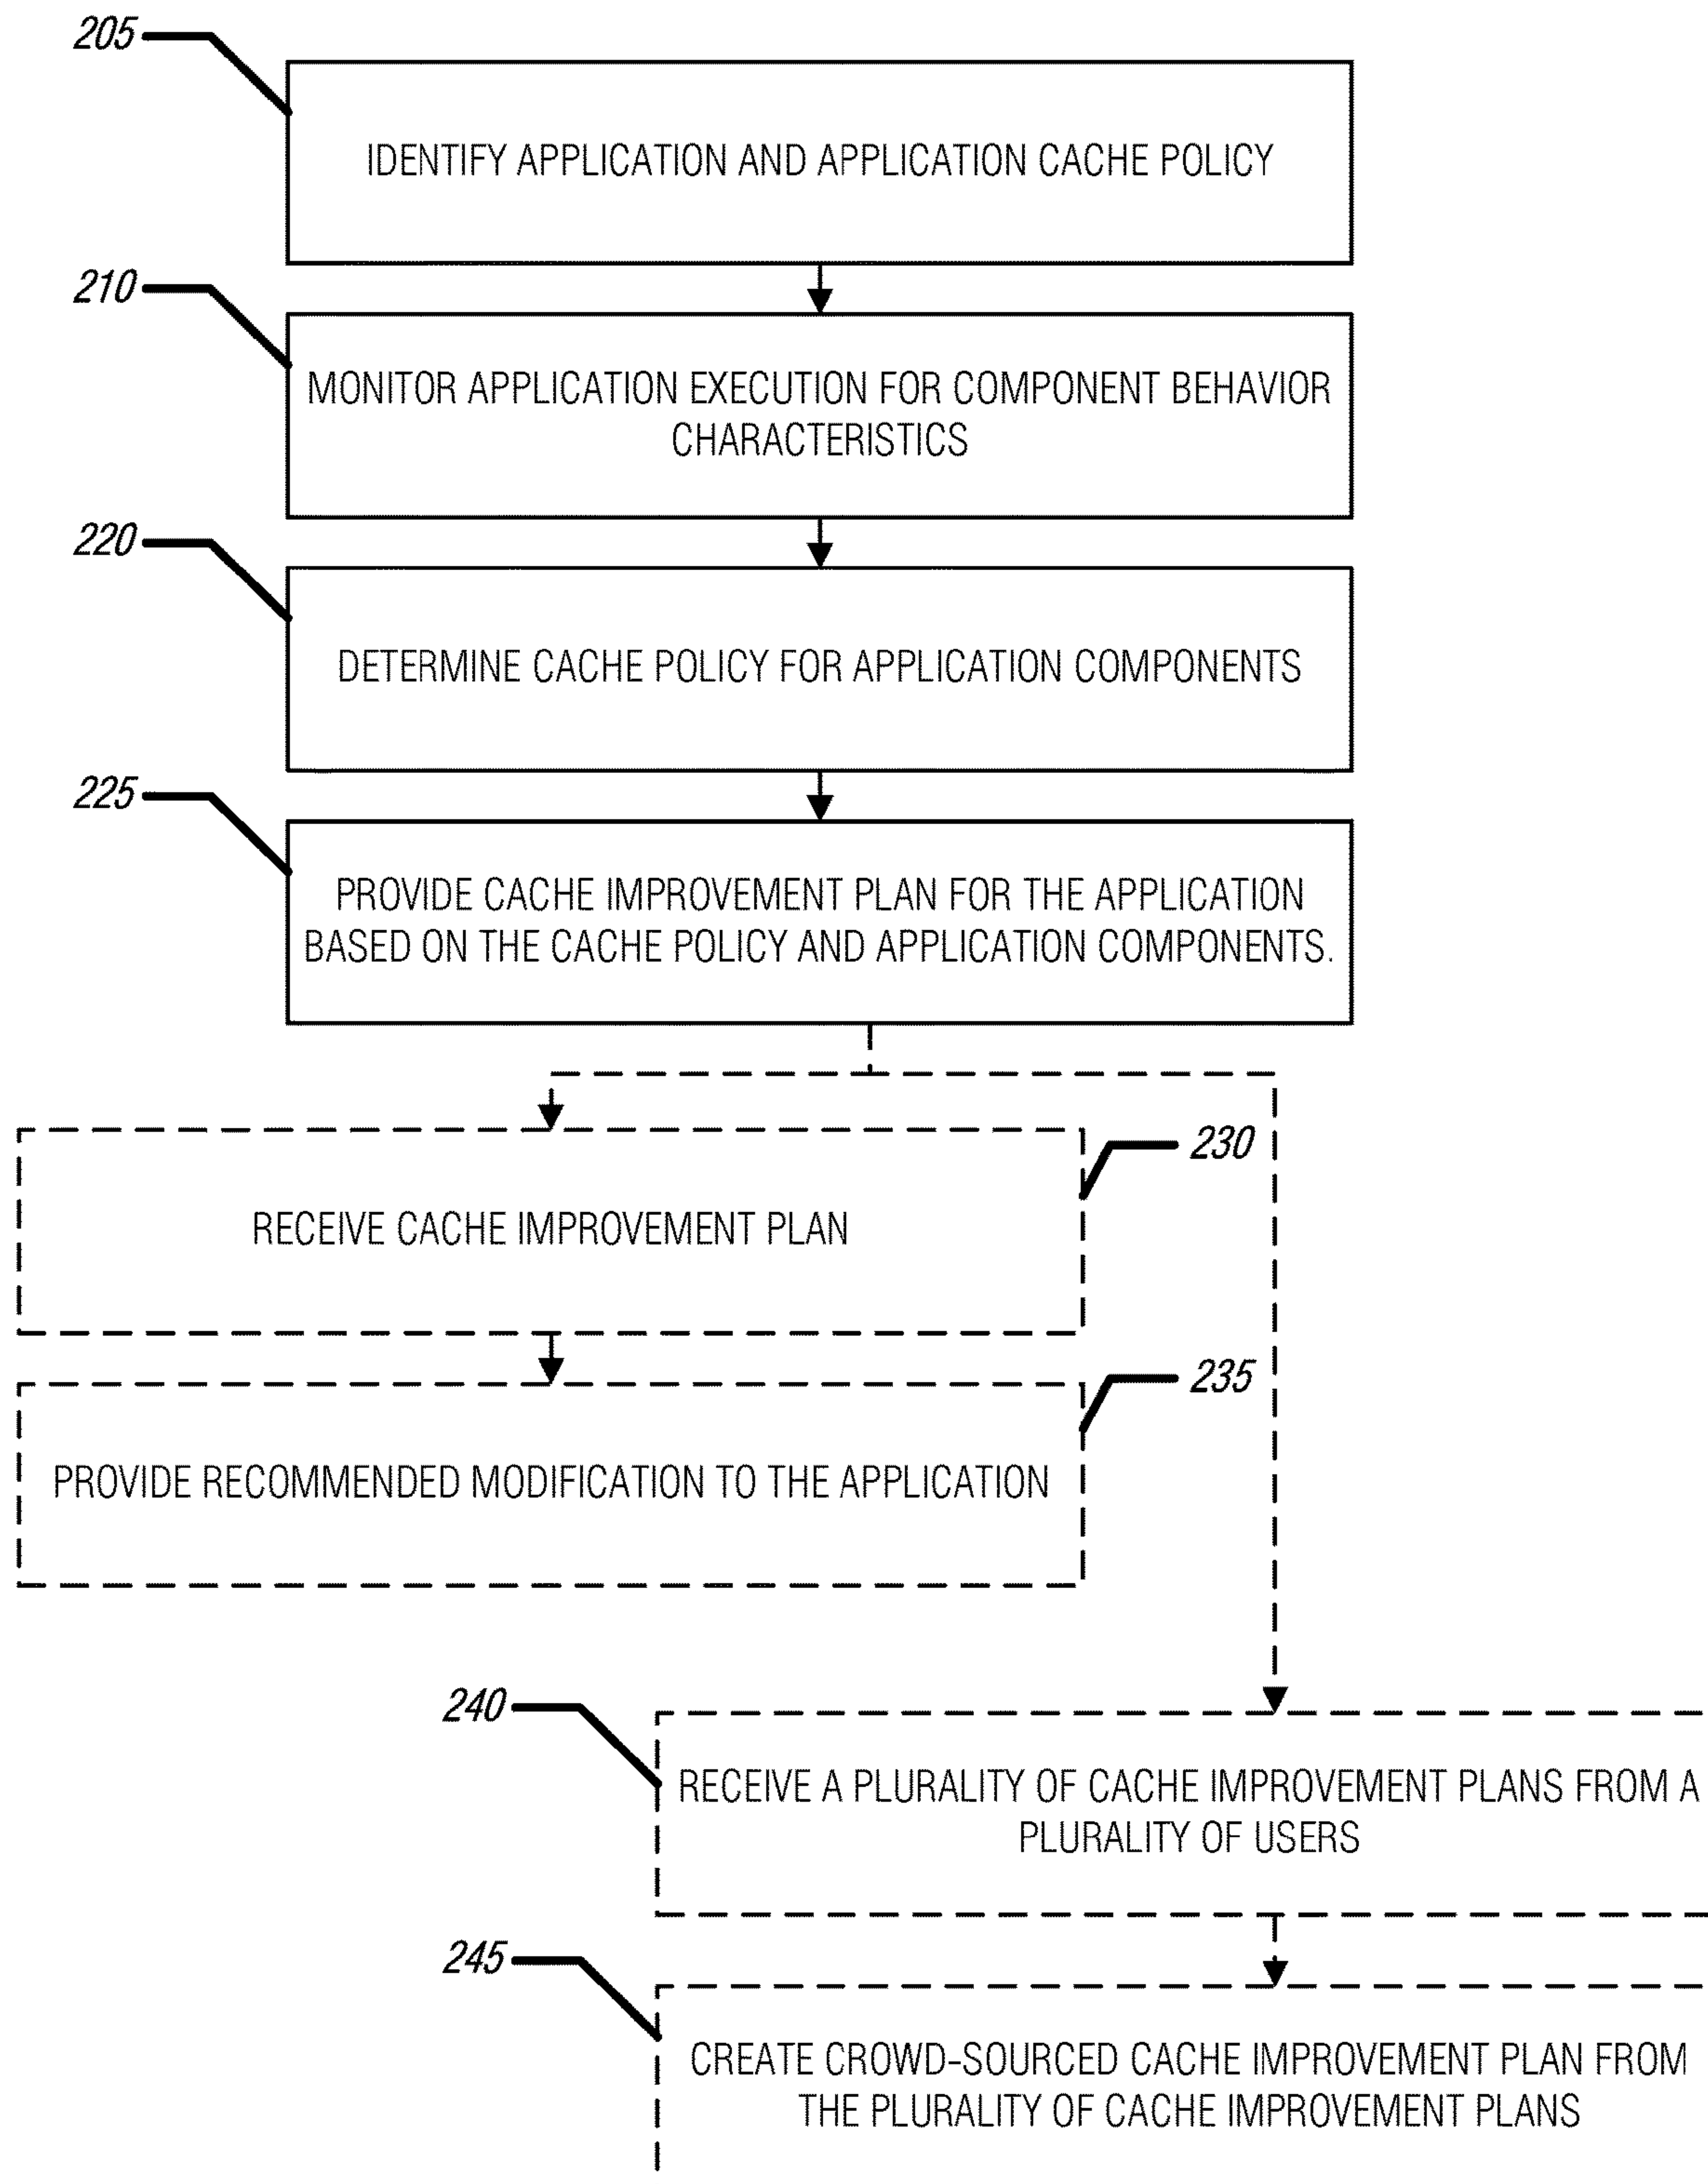 205
IDENTIFY APPLICATION AND APPLICATION CACHE POLICY
210
MONITOR APPLICATION EXECUTION FOR COMPONENT BEHAVIOR
CHARACTERISTICS
220
DETERMINE CACHE POLICY FOR APPLICATION COMPONENTS
225
PROVIDE CACHE IMPROVEMENT PLAN FOR THE APPLICATION
BASED ON THE CACHE POLICY AND APPLICATION COMPONENTS.
230
RECEIVE CACHE IMPROVEMENT PLAN
235
PROVIDE RECOMMENDED MODIFICATION TO THE APPLICATION
240
RECEIVE A PLURALITY OF CACHE IMPROVEMENT PLANS FROM A
PLURALITY OF USERS
245
CREATE CROWD-SOURCED CACHE IMPROVEMENT PLAN FROM
THE PLURALITY OF CACHE IMPROVEMENT PLANS